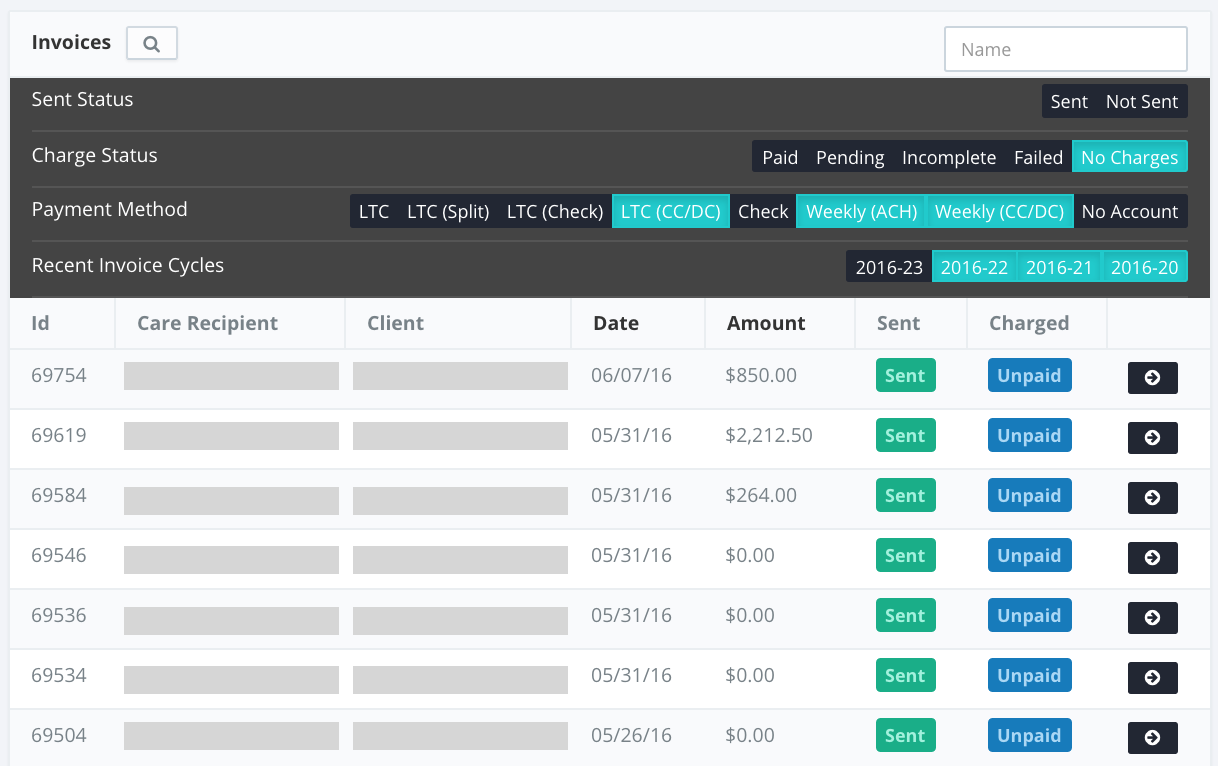 Invoices Name
Sent Status Sent Not Sent
Charge Status Paid Pending Incomplete Failed No Charges
Payment Method LTC LTC (Split) LTC (Check) LTC (CC/DC) Check Weekly (ACH) Weekly (CC/DC) No Account
Recent Invoice Cycles 2016-23 2016-22 2016-21 2016-20
Id Care Recipient Client Date Amount Sent Charged
69754 06/07/16 $850.00 Sent Unpaid
69619 05/31/16 $2,212.50 Sent Unpaid
69584 05/31/16 $264.00 Sent Unpaid
69546 05/31/16 $0.00 Sent Unpaid
69536 05/31/16 $0.00 Sent Unpaid
69534 05/31/16 $0.00 Sent Unpaid
69504 05/26/16 $0.00 Sent Unpaid